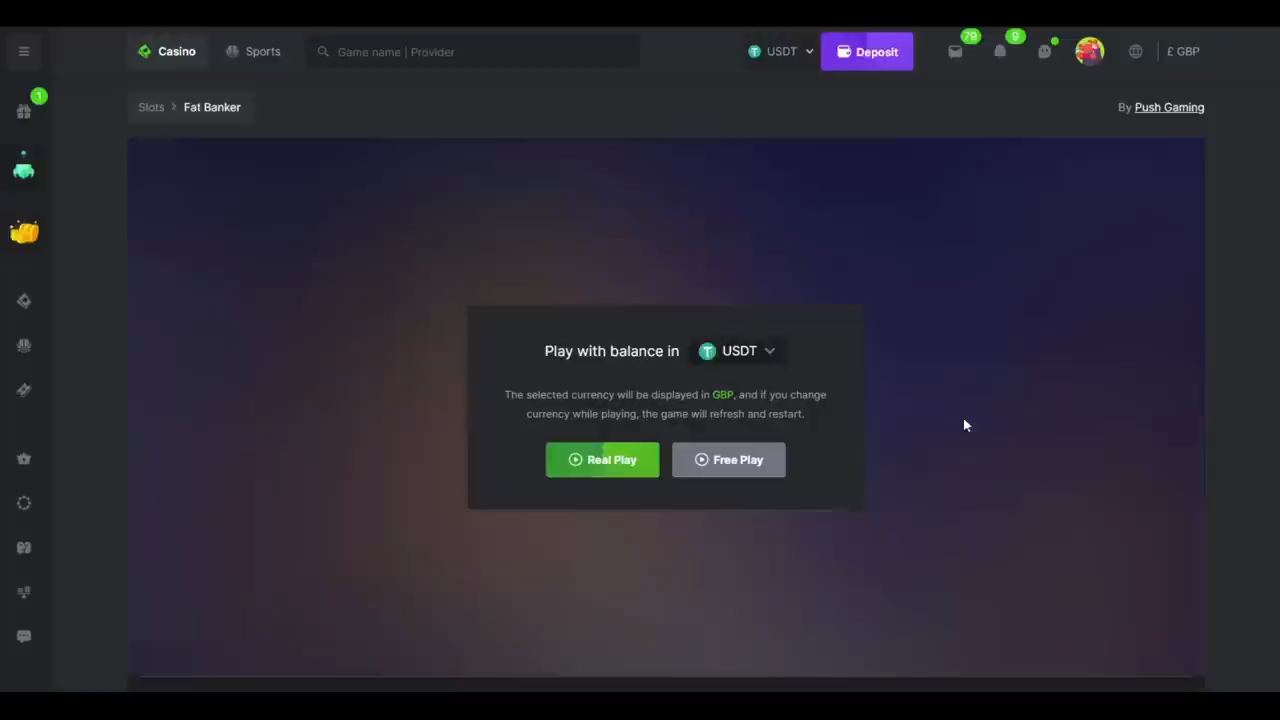 Casino
Sports
Game name | Provider
USDT
Deposit
79
9
£ GBP
1
Slots > Fat Banker
By Push Gaming
Play with balance in USDT
The selected currency will be displayed in GBP, and if you change
currency while playing, the game will refresh and restart.
Real Play
Free Play